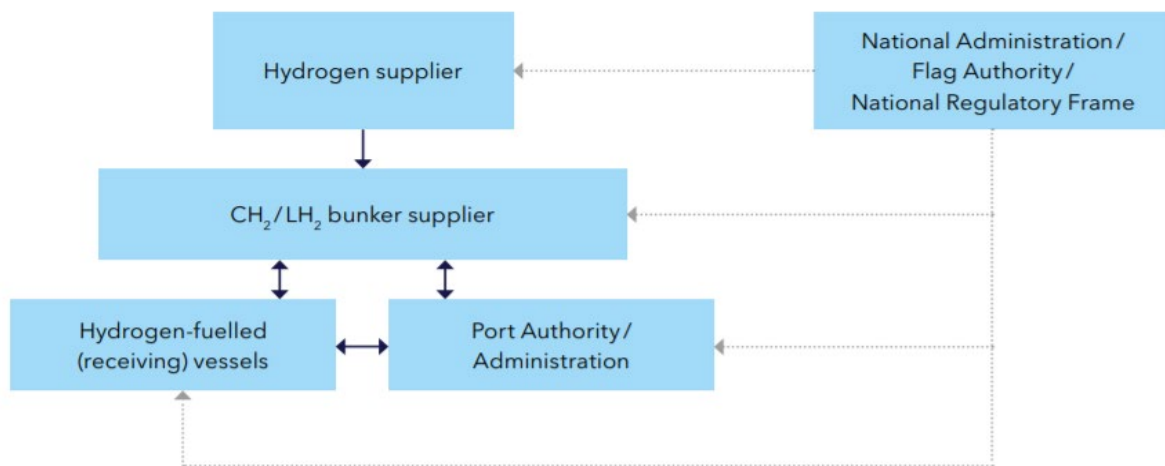 Hydrogen supplier
National Administration /
Flag Authority /
National Regulatory Frame
CH₂ / LH₂ bunker supplier
Hydrogen-fuelled
(receiving) vessels
Port Authority /
Administration